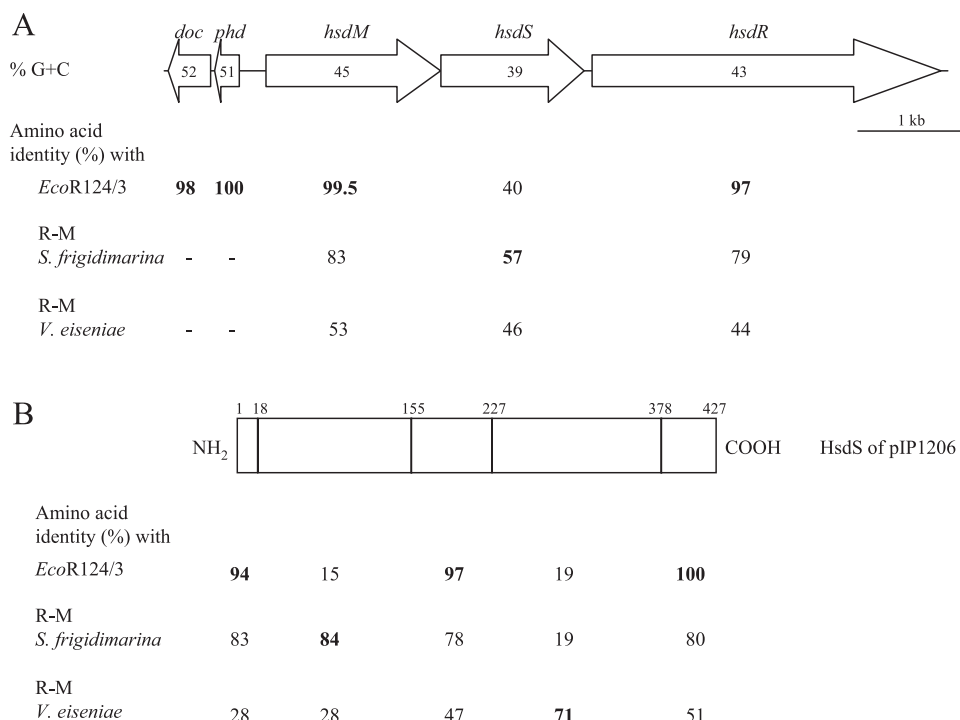 A
doc phd hsdM hsdS hsdR
% G+C 52 51 45 39 43
1 kb
Amino acid
identity (%) with
EcoR124/3 98 100 99.5 40 97
R-M
S. frigidimarina - - 83 57 79
R-M
V. eiseniae - - 53 46 44
B
1 18 155 227 378 427
NH2 COOH HsdS of pIP1206
Amino acid
identity (%) with
EcoR124/3 94 15 97 19 100
R-M
S. frigidimarina 83 84 78 19 80
R-M
V. eiseniae 28 28 47 71 51